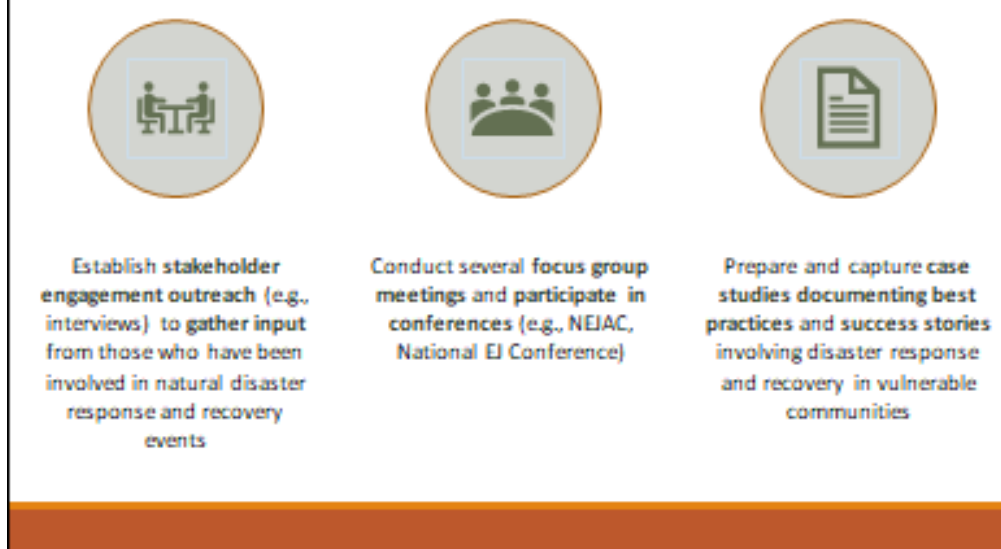 Establish stakeholder
engagement outreach (e.g.,
interviews) to gather input
from those who have been
involved in natural disaster
response and recovery
events
Conduct several focus group
meetings and participate in
conferences (e.g., NEJAC,
National EJ Conference)
Prepare and capture case
studies documenting best
practices and success stories
involving disaster response
and recovery in vulnerable
communities